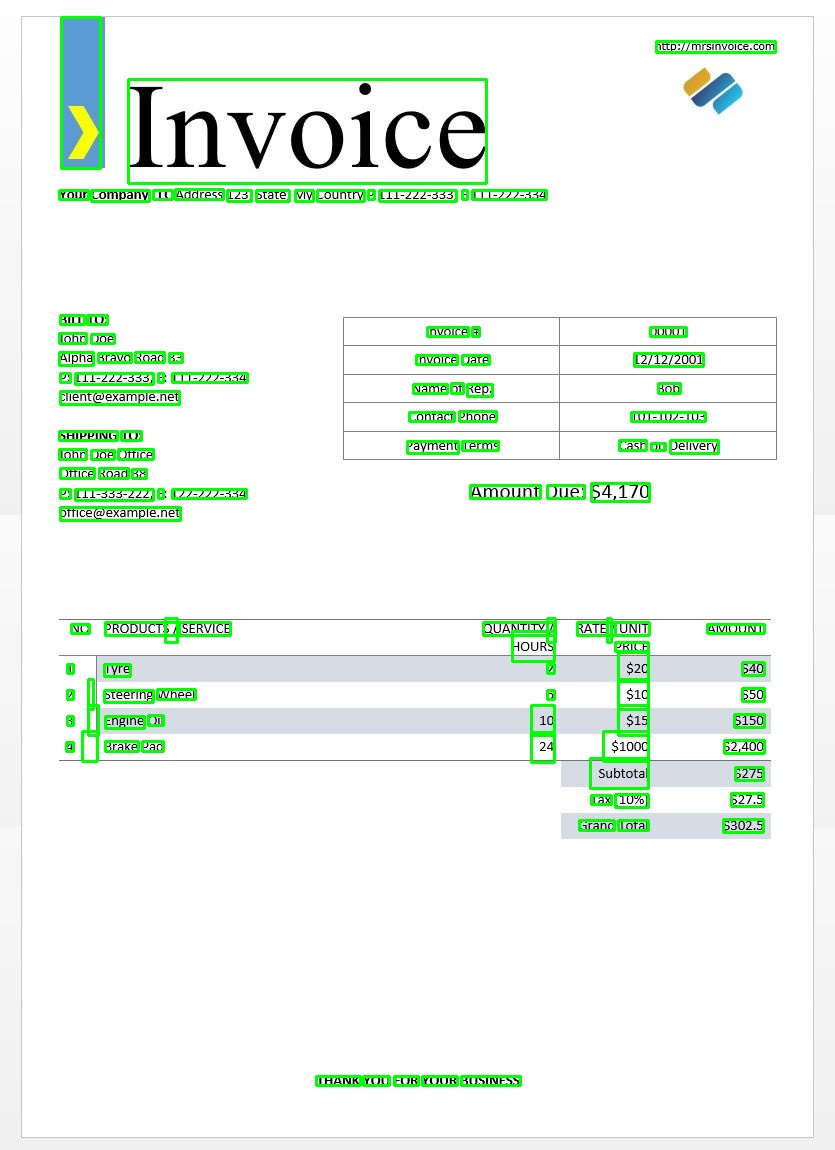 http://mrsinvoice.com
Invoice
Your Company LLC Address 123, State, My Country P 111-222-333, F 111-222-334
BILL TO:
John Doe
Alpha Bravo Road 33
P: 111-222-333, F: 111-222-334
client@example.net
SHIPPING TO:
John Doe Office
Office Road 38
P: 111-333-222, F: 122-222-334
office@example.net
Invoice # 00001
Invoice Date 12/12/2001
Name of Rep. Bob
Contact Phone 101-102-103
Payment Terms Cash on Delivery
Amount Due: $4,170
NO PRODUCTS / SERVICE QUANTITY / HOURS RATE / UNIT PRICE AMOUNT
1 Tyre 2 $20 $40
2 Steering Wheel 5 $10 $50
3 Engine Oil 10 $15 $150
4 Brake Pad 24 $1000 $2,400
Subtotal $275
Tax (10%) $27.5
Grand Total $302.5
THANK YOU FOR YOUR BUSINESS